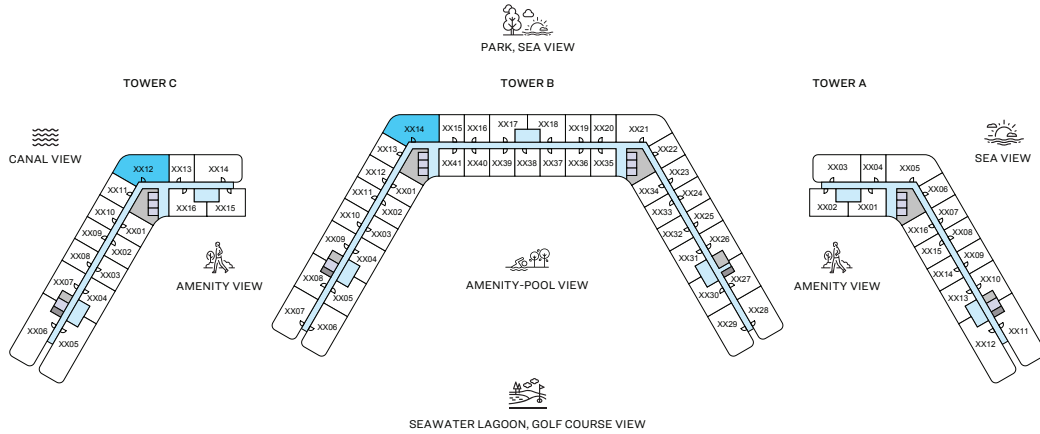 PARK, SEA VIEW
TOWER C
TOWER B
TOWER A
CANAL VIEW
SEA VIEW
XX12
XX13
XX14
XX11
XX10
XX09
XX08
XX07
XX06
XX05
XX04
XX03
XX02
XX01
XX16
XX15
AMENITY VIEW
XX14
XX15
XX16
XX17
XX18
XX19
XX20
XX21
XX13
XX12
XX11
XX10
XX09
XX08
XX07
XX06
XX05
XX04
XX03
XX02
XX01
XX41
XX40
XX39
XX38
XX37
XX36
XX35
XX22
XX23
XX24
XX25
XX26
XX27
XX28
XX29
XX30
XX31
XX32
XX33
XX34
AMENITY-POOL VIEW
XX03
XX04
XX05
XX02
XX01
XX06
XX07
XX08
XX09
XX10
XX11
XX12
XX13
XX14
XX15
XX16
AMENITY VIEW
SEAWATER LAGOON, GOLF COURSE VIEW